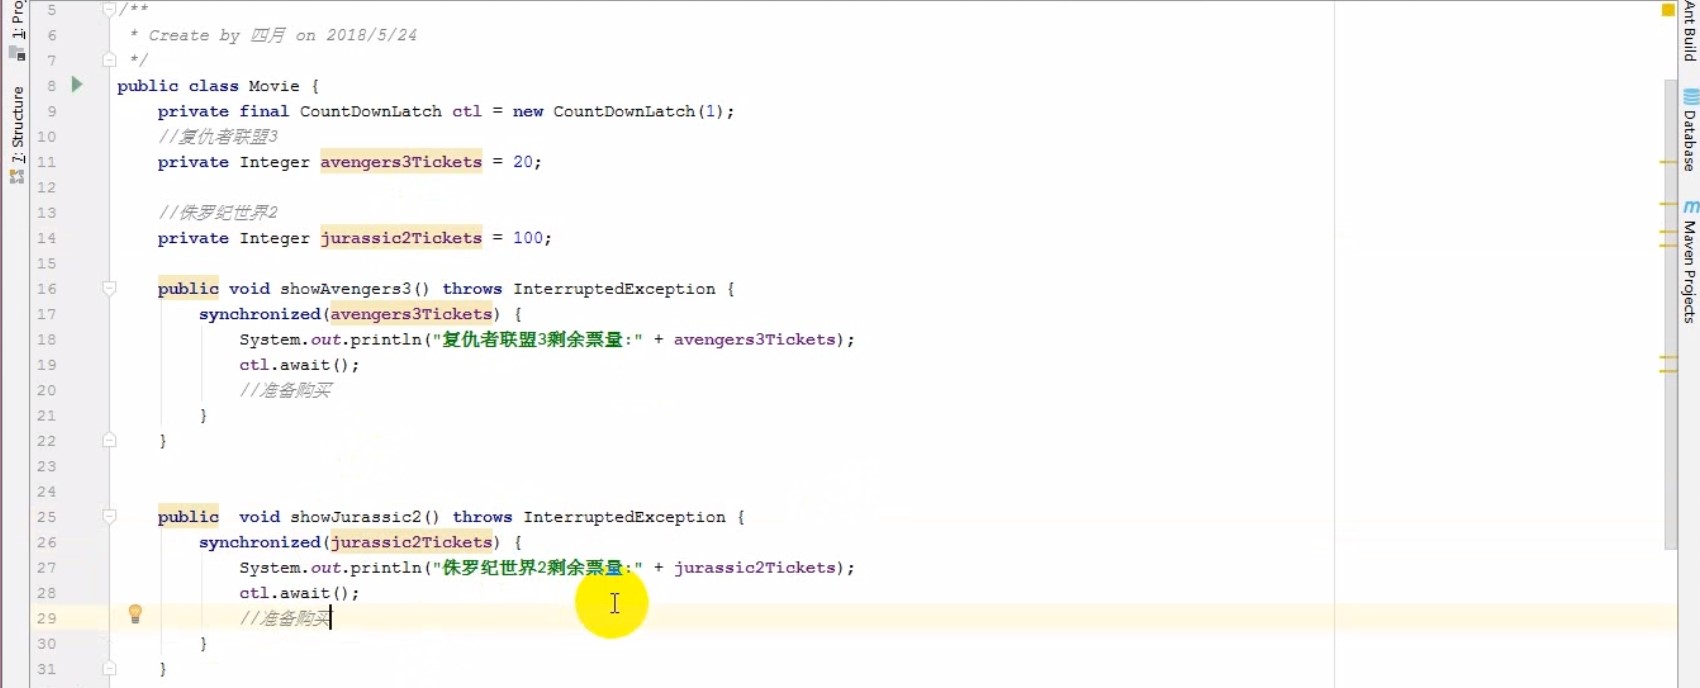 1: Pro
7: Structure
5 /**
6 * Create by 四月 on 2018/5/24
7 */
8 public class Movie {
9 private final CountDownLatch ctl = new CountDownLatch(1);
10 //复仇者联盟3
11 private Integer avengers3Tickets = 20;
12
13 //侏罗纪世界2
14 private Integer jurassic2Tickets = 100;
15
16 public void showAvengers3() throws InterruptedException {
17 synchronized(avengers3Tickets) {
18 System.out.println("复仇者联盟3剩余票量:" + avengers3Tickets);
19 ctl.await();
20 //准备购买
21 }
22 }
23
24
25 public  void showJurassic2() throws InterruptedException {
26 synchronized(jurassic2Tickets) {
27 System.out.println("侏罗纪世界2剩余票量:" + jurassic2Tickets);
28 ctl.await();
29 //准备购买
30 }
31 }
Ant Build
Database
m Maven Projects